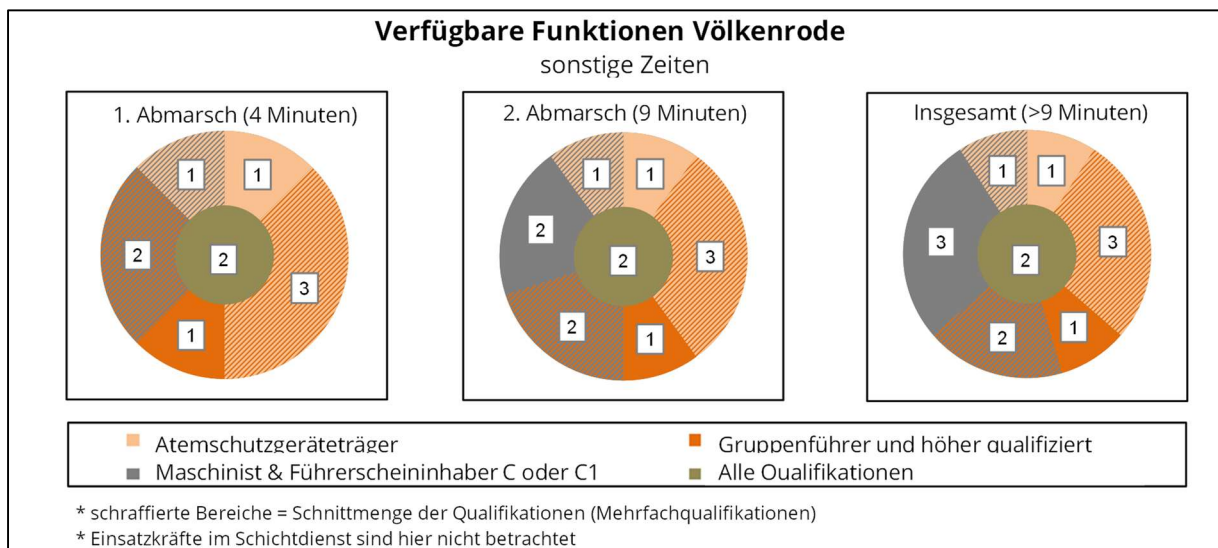 Verfügbare Funktionen Völkenrode
sonstige Zeiten
1. Abmarsch (4 Minuten)
1
1
2
2
3
1
2. Abmarsch (9 Minuten)
1
1
2
2
3
2
1
Insgesamt (>9 Minuten)
1
1
3
2
3
2
1
Atemschutzgeräteträger
Gruppenführer und höher qualifiziert
Maschinist & Führerscheininhaber C oder C1
Alle Qualifikationen
* schraffierte Bereiche = Schnittmenge der Qualifikationen (Mehrfachqualifikationen)
* Einsatzkräfte im Schichtdienst sind hier nicht betrachtet